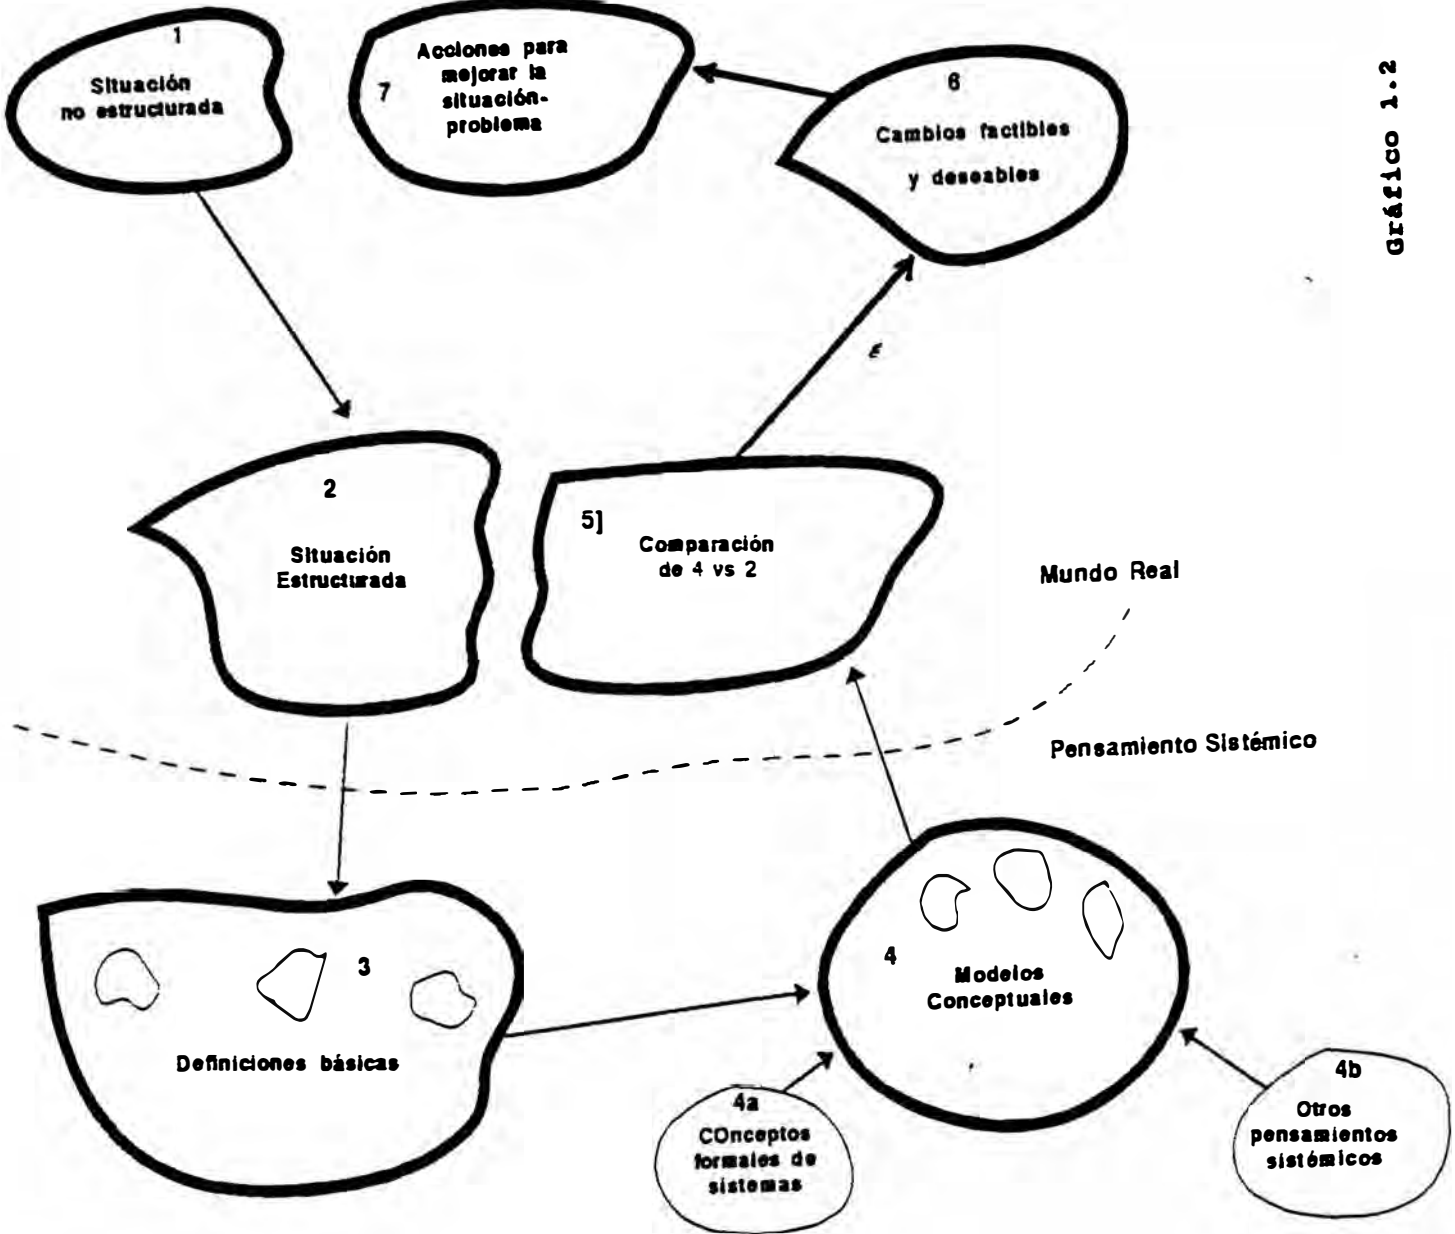 1
Situación
no estructurada
7
Acciones para
mejorar la
situación-
problema
6
Cambios factibles
y deseables
Gráfico 1.2
2
Situación
Estructurada
5]
Comparación
de 4 vs 2
Mundo Real
Pensamiento Sistémico
3
Definiciones básicas
4
Modelos
Conceptuales
4a
COnceptos
formales de
sistemas
4b
Otros
pensamientos
sistémicos